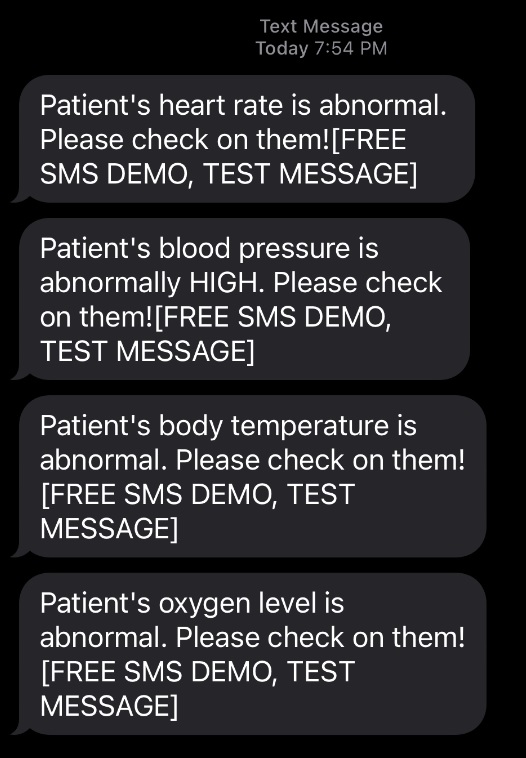 Text Message
Today 7:54 PM
Patient's heart rate is abnormal.
Please check on them![FREE
SMS DEMO, TEST MESSAGE]
Patient's blood pressure is
abnormally HIGH. Please check
on them![FREE SMS DEMO,
TEST MESSAGE]
Patient's body temperature is
abnormal. Please check on them!
[FREE SMS DEMO, TEST
MESSAGE]
Patient's oxygen level is
abnormal. Please check on them!
[FREE SMS DEMO, TEST
MESSAGE]